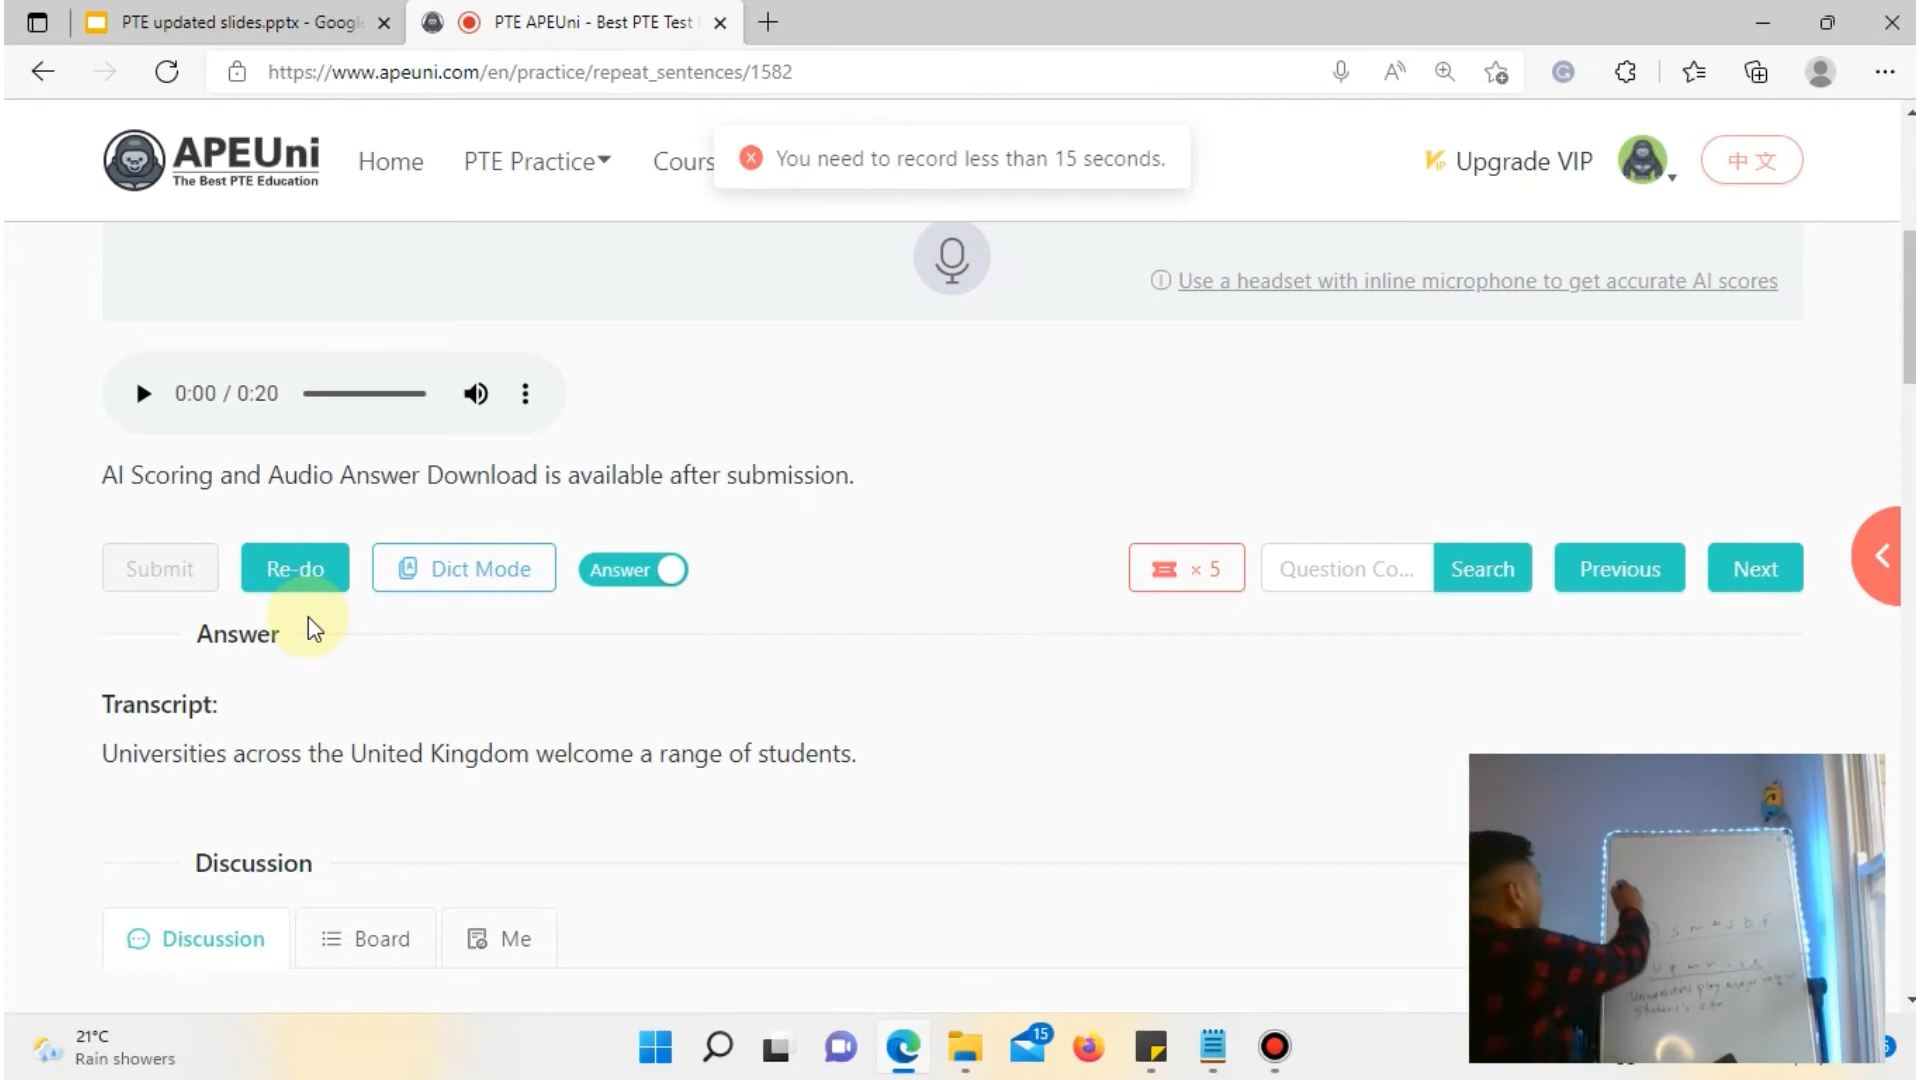 PTE updated slides.pptx - Google
PTE APEUni - Best PTE Test
https://www.apeuni.com/en/practice/repeat_sentences/1582
APEUni
The Best PTE Education
Home
PTE Practice
Cours
You need to record less than 15 seconds.
Upgrade VIP
中文
Use a headset with inline microphone to get accurate AI scores
0:00 / 0:20
AI Scoring and Audio Answer Download is available after submission.
Submit
Re-do
Dict Mode
Answer
× 5
Question Co...
Search
Previous
Next
Answer
Transcript:
Universities across the United Kingdom welcome a range of students.
Discussion
Discussion
Board
Me
s m
Universities play major
21°C
Rain showers
15